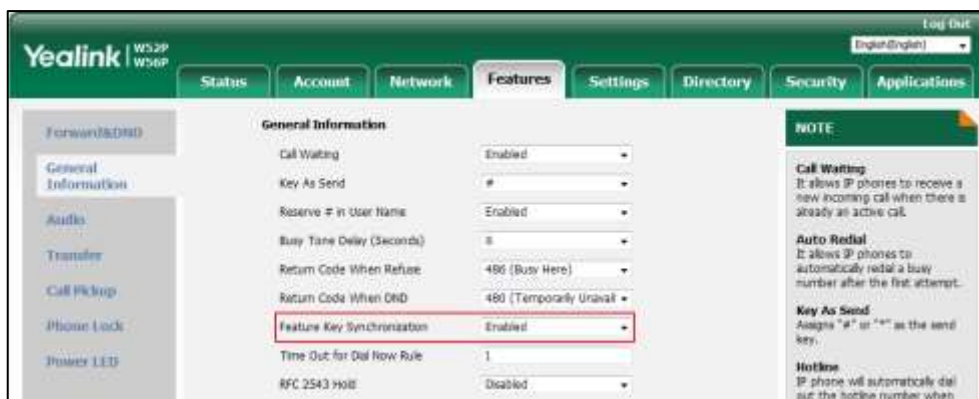 Log Out
English(English)
Yealink | W52P
W56P
Status Account Network Features Settings Directory Security Applications
Forward&DND
General
Information
Audio
Transfer
Call Pickup
Phone Lock
Power LED
General Information
Call Waiting Enabled
Key As Send #
Reserve # in User Name Enabled
Busy Tone Delay (Seconds) 0
Return Code When Refuse 486 (Busy Here)
Return Code When DND 480 (Temporarily Unavail
Feature Key Synchronization Enabled
Time Out for Dial Now Rule 1
RFC 2543 Hold Disabled
NOTE
Call Waiting
It allows IP phones to receive a
new incoming call when there is
already an active call.
Auto Redial
It allows IP phones to
automatically redial a busy
number after the first attempt.
Key As Send
Assigns "#" or "*" as the send
key.
Hotline
IP phone will automatically dial
out the hotline number when